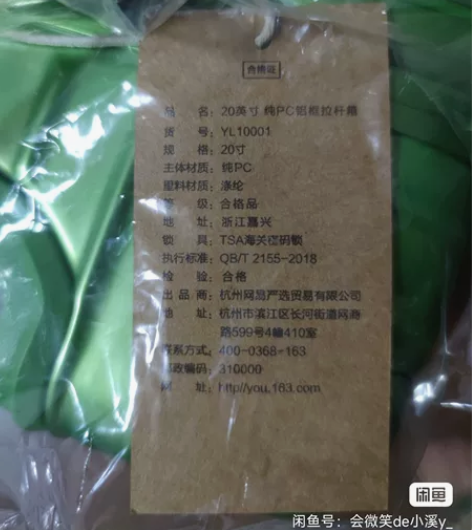 合格证
品 名：20英寸 纯PC铝框拉杆箱
货 号：YL10001
规 格：20寸
主体材质：纯PC
塑料材质：涤纶
等 级：合格品
地 址：浙江嘉兴
锁 具：TSA海关密码锁
执行标准：QB/T 2155-2018
检 验：合格
出 品 商：杭州网易严选贸易有限公司
地 址：杭州市滨江区长河街道网商
路599号4幢410室
联系方式：400-0368-163
邮政编码：310000
网 址：http://you.163.com
闲鱼
闲鱼号：会微笑de小溪y_